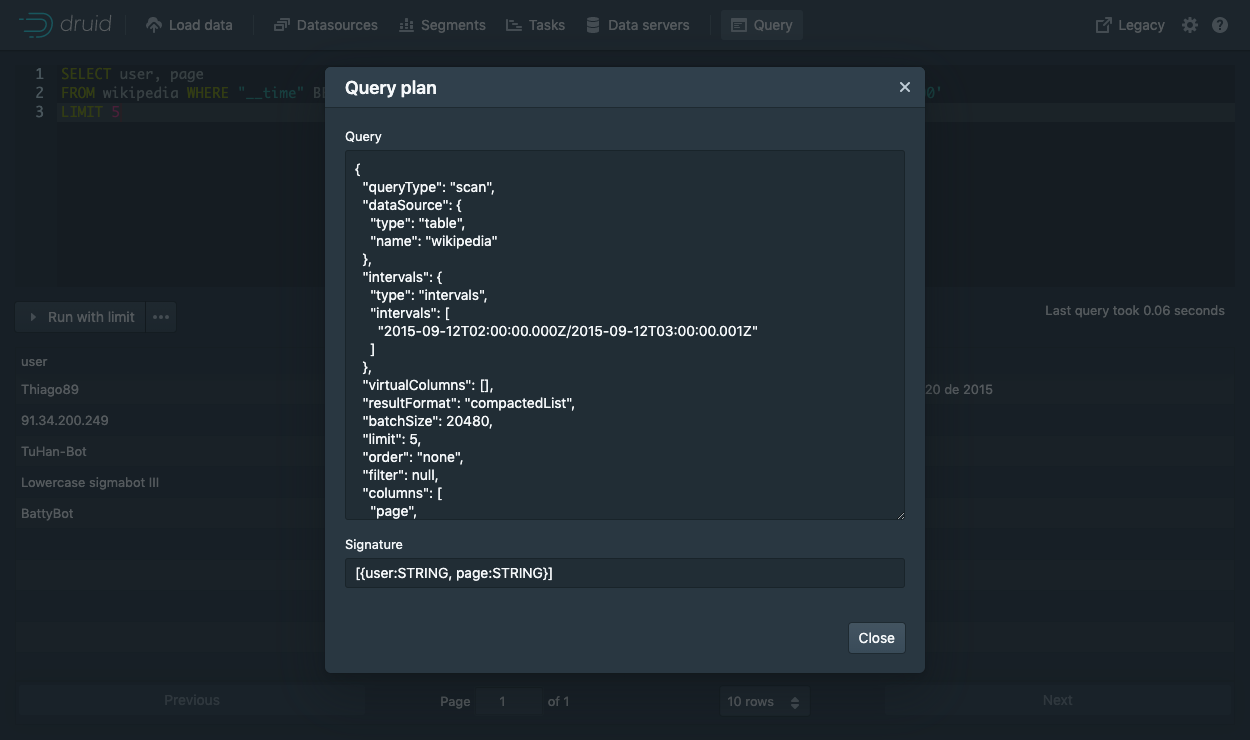 druid Load data Datasources Segments Tasks Data servers Query Legacy
1 SELECT user, page
2 FROM wikipedia WHERE "__time" BE 0'
3 LIMIT 5
Query plan
Query
{
"queryType": "scan",
"dataSource": {
"type": "table",
"name": "wikipedia"
},
"intervals": {
"type": "intervals",
"intervals": [
"2015-09-12T02:00:00.000Z/2015-09-12T03:00:00.001Z"
]
},
"virtualColumns": [],
"resultFormat": "compactedList",
"batchSize": 20480,
"limit": 5,
"order": "none",
"filter": null,
"columns": [
"page",
Signature
[{user:STRING, page:STRING}]
Close
Run with limit
Last query took 0.06 seconds
user
Thiago89 20 de 2015
91.34.200.249
TuHan-Bot
Lowercase sigmabot III
BattyBot
Previous Page 1 of 1 10 rows Next